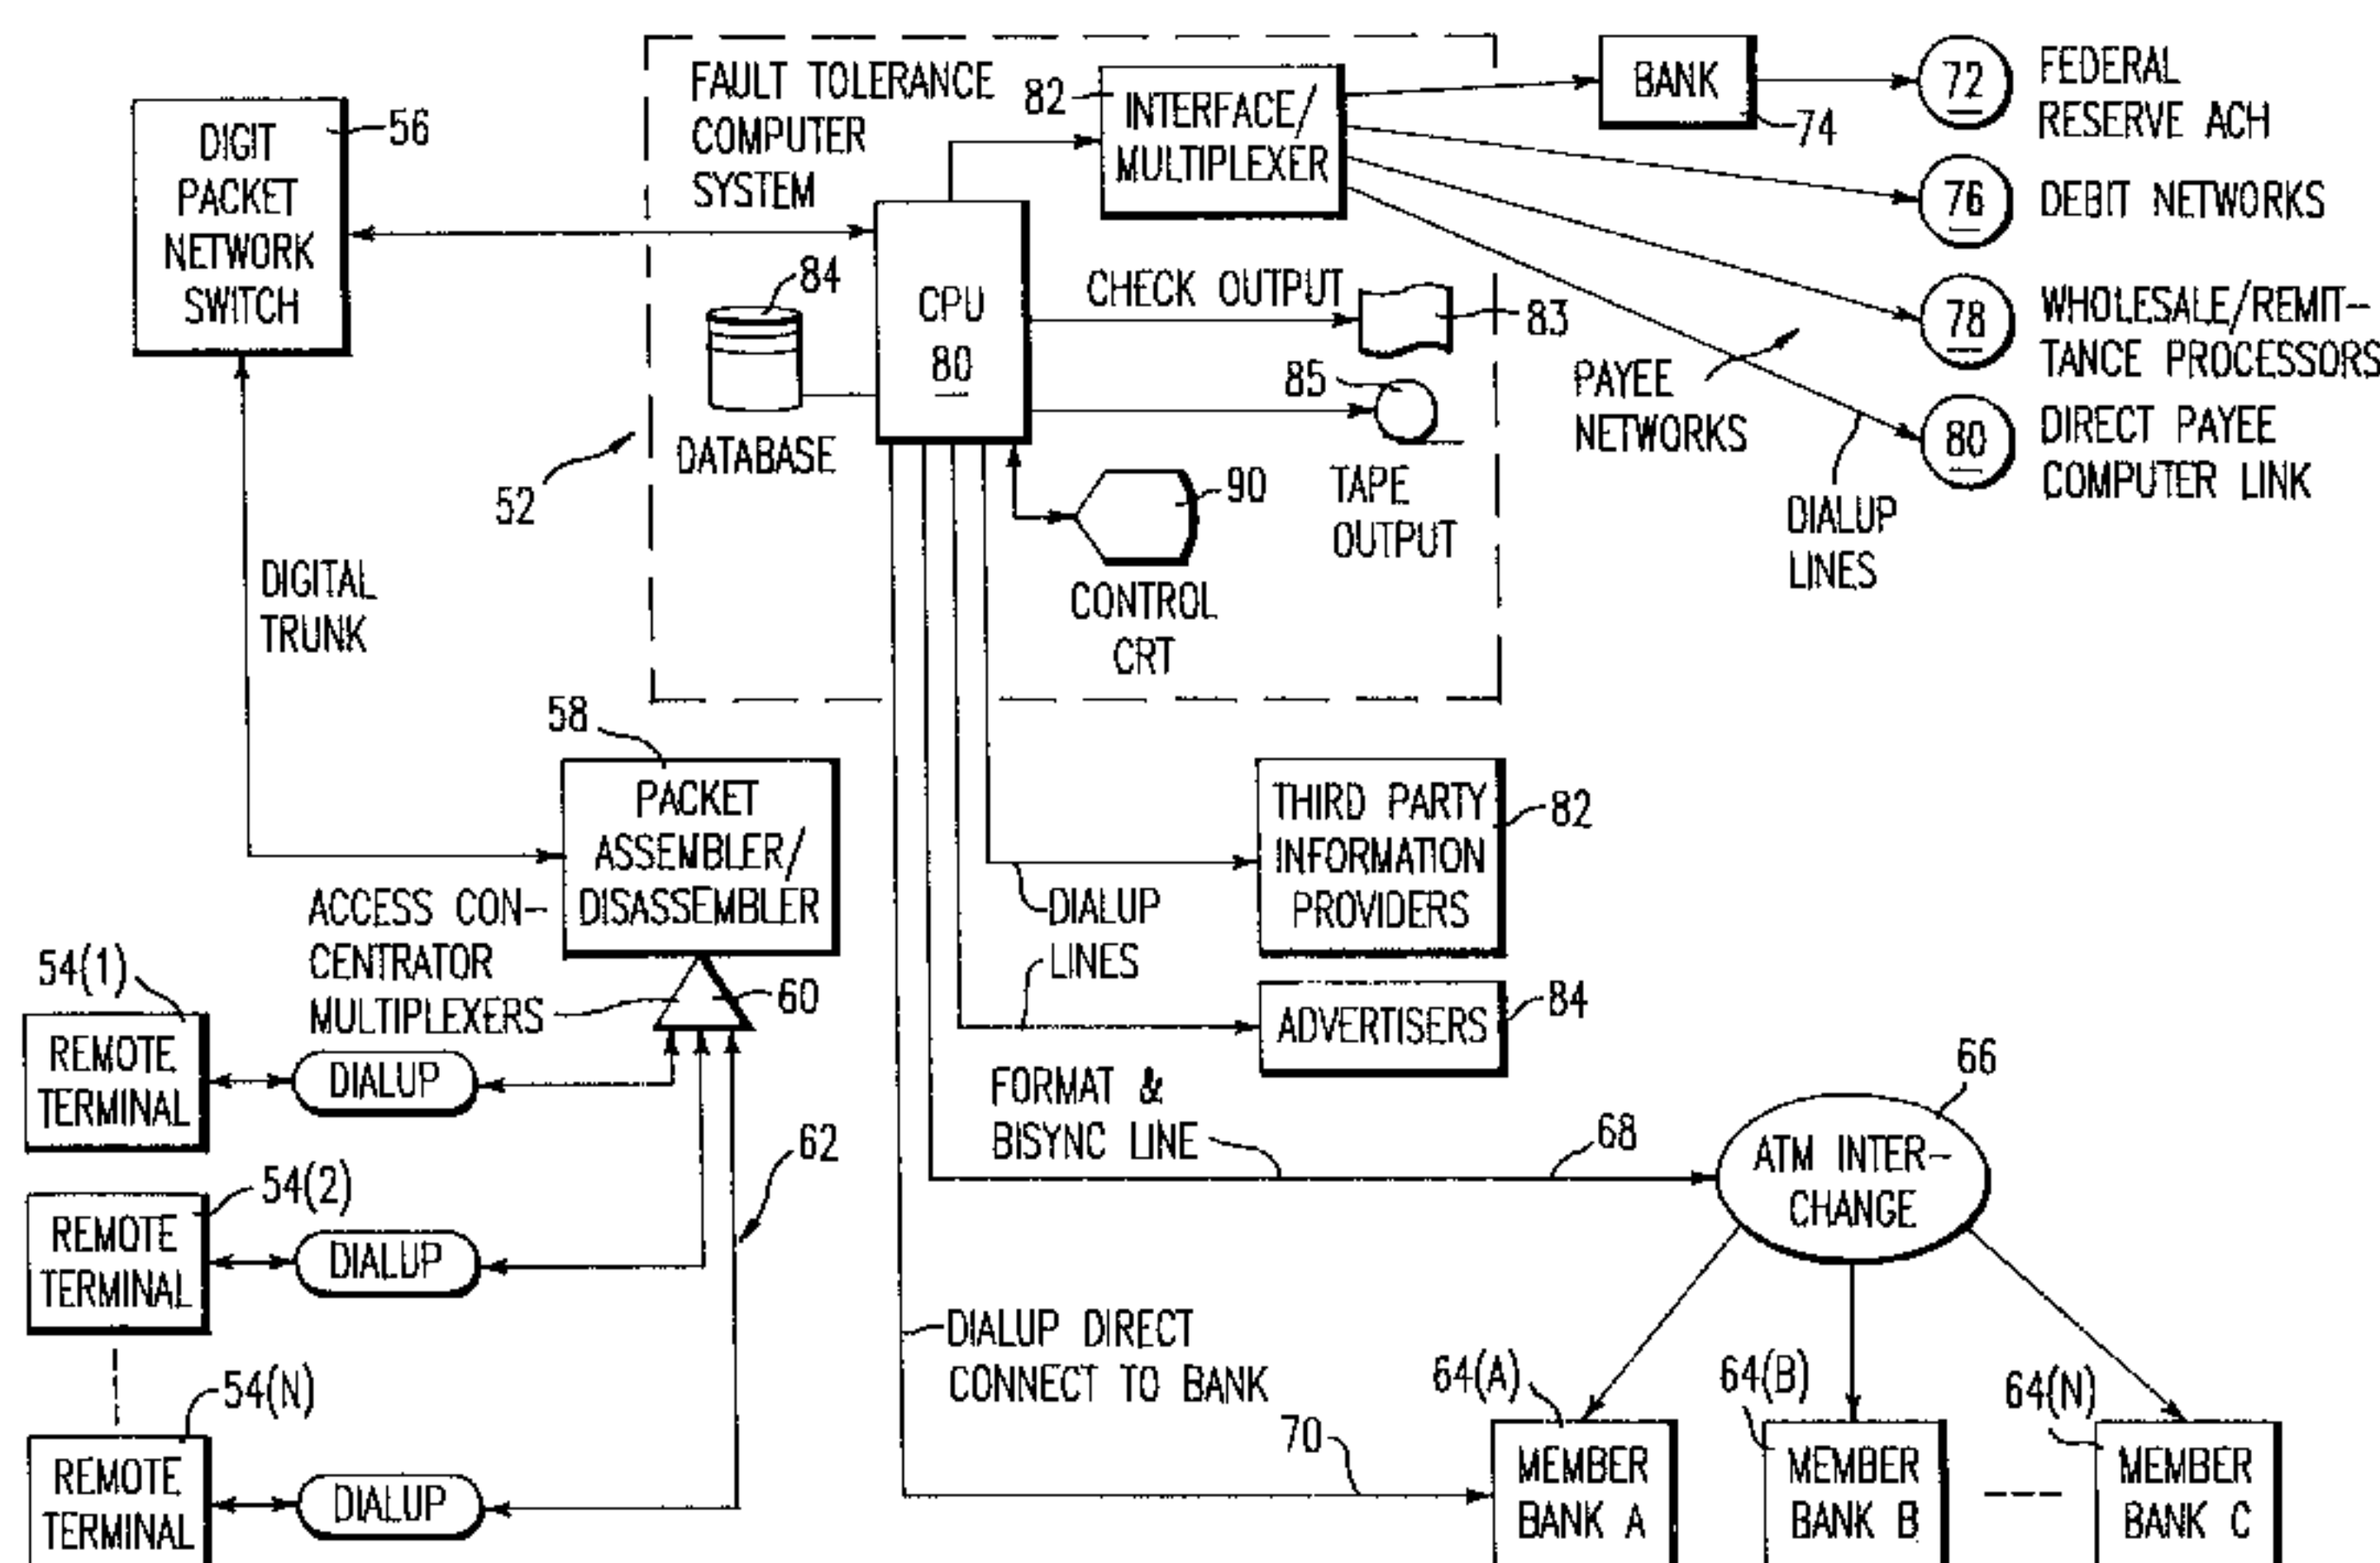 FAULT TOLERANCE
COMPUTER
SYSTEM
82
INTERFACE/
MULTIPLEXER
BANK
74
72
FEDERAL
RESERVE ACH
76
DEBIT NETWORKS
78
WHOLESALE/REMIT-
TANCE PROCESSORS
80
DIRECT PAYEE
COMPUTER LINK
PAYEE
NETWORKS
DIALUP
LINES
DIGIT
PACKET
NETWORK
SWITCH
56
84
DATABASE
CPU
80
CHECK OUTPUT
83
85
TAPE
OUTPUT
90
CONTROL
CRT
52
DIGITAL
TRUNK
58
PACKET
ASSEMBLER/
DISASSEMBLER
ACCESS CON-
CENTRATOR
MULTIPLEXERS
60
THIRD PARTY
INFORMATION
PROVIDERS
82
DIALUP
LINES
ADVERTISERS
84
54(1)
REMOTE
TERMINAL
DIALUP
54(2)
REMOTE
TERMINAL
DIALUP
54(N)
REMOTE
TERMINAL
DIALUP
62
FORMAT &
BISYNC LINE
68
66
ATM INTER-
CHANGE
DIALUP DIRECT
CONNECT TO BANK
70
64(A)
MEMBER
BANK A
64(B)
MEMBER
BANK B
64(N)
MEMBER
BANK C